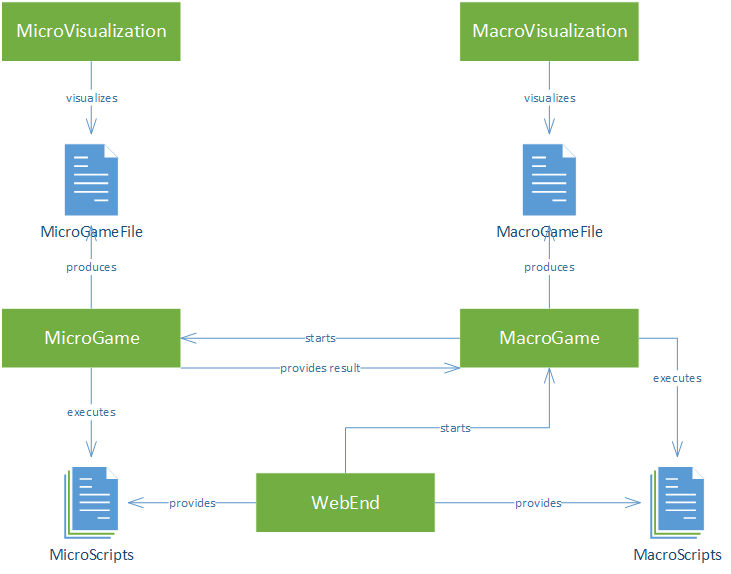 MicroVisualization
MacroVisualization
visualizes
visualizes
MicroGameFile
MacroGameFile
produces
produces
MicroGame
starts
MacroGame
provides result
executes
executes
starts
provides
WebEnd
provides
MicroScripts
MacroScripts